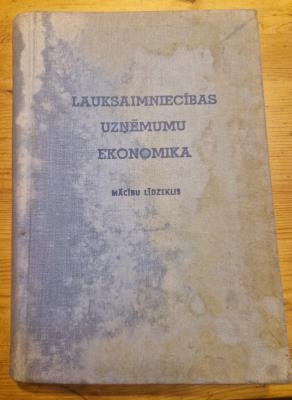 LAUKSAIMNIECĪBAS
UZŅĒMUMU
EKONOMIKA
MĀCĪBU LĪDZEKLIS